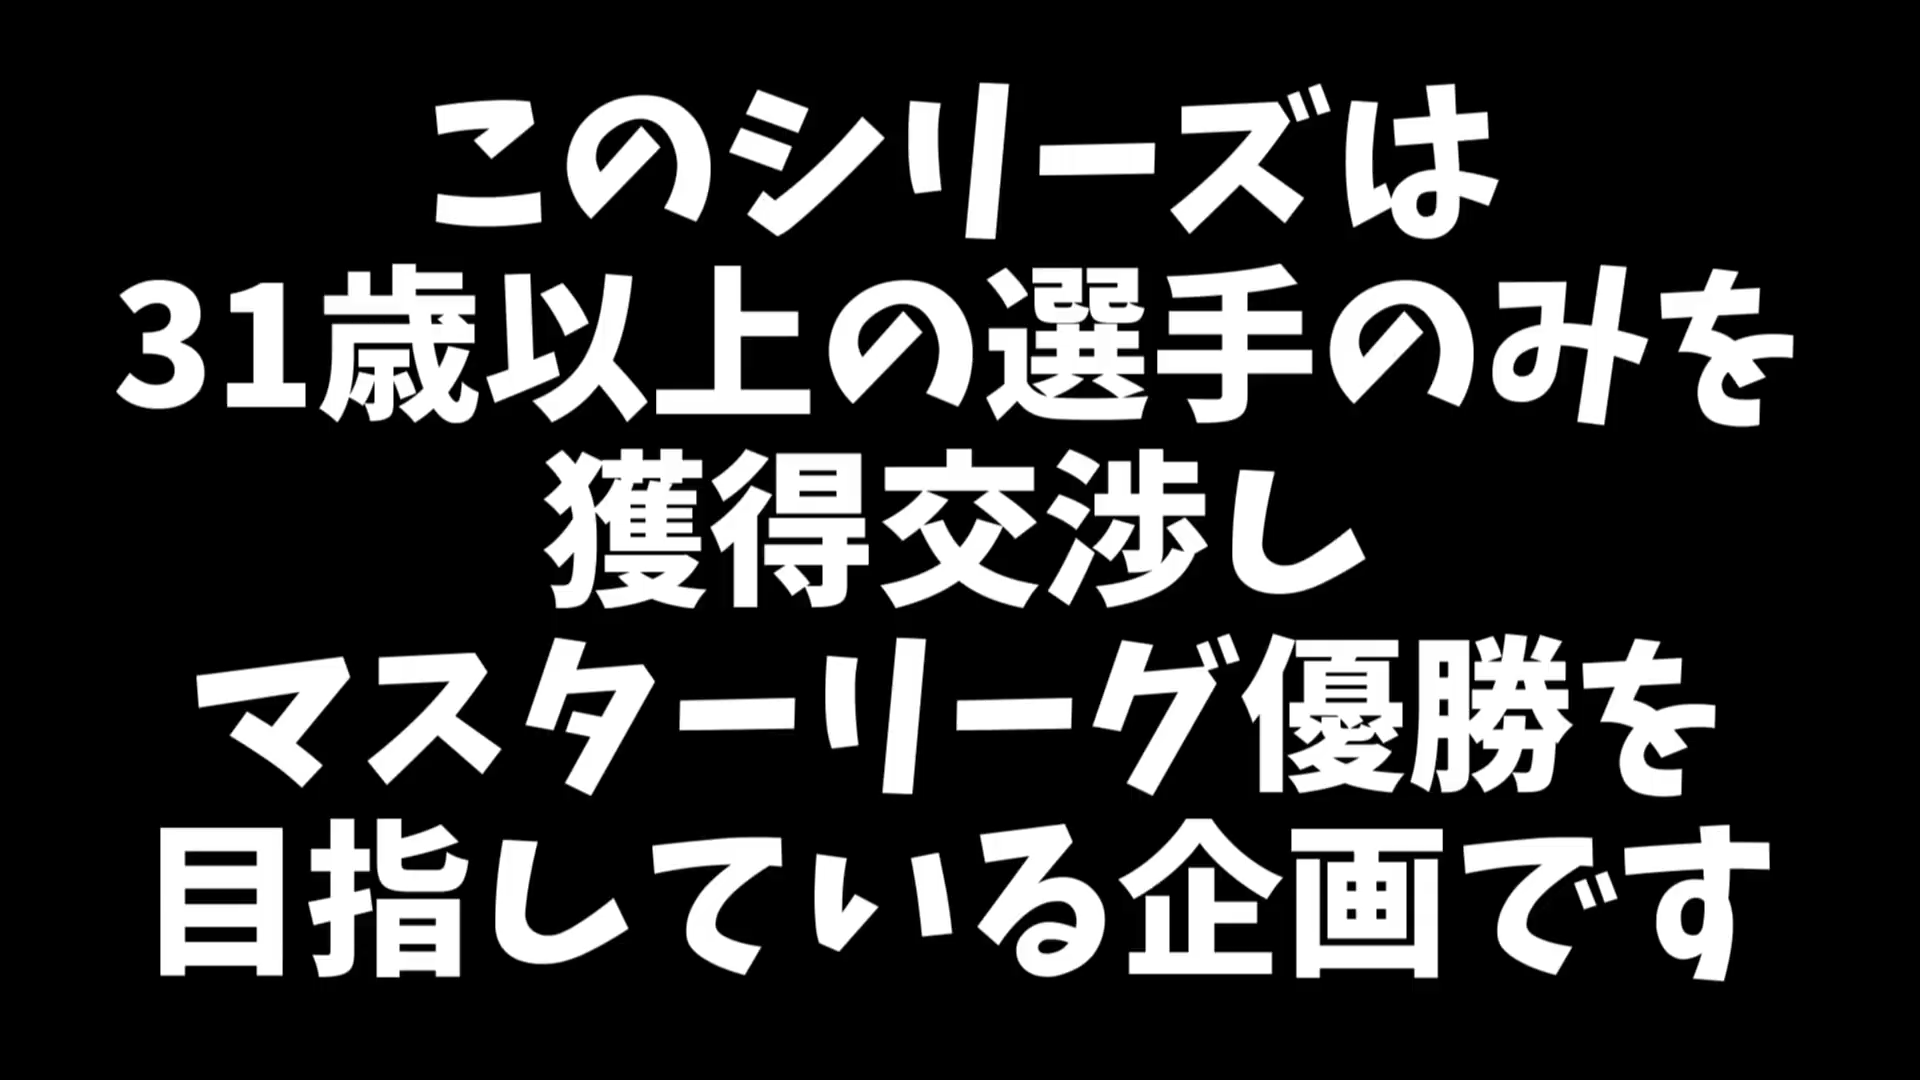 このシリーズは
31歳以上の選手のみを
獲得交渉し
マスターリーグ優勝を
目指している企画です